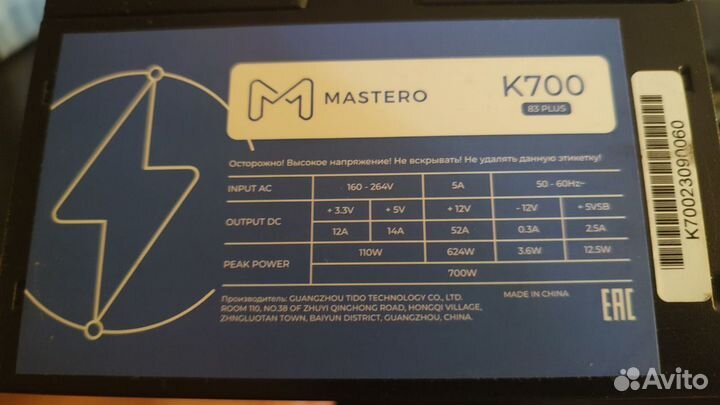 MASTERO
K700
83 PLUS
Осторожно! Высокое напряжение! Не вскрывать! Не удалять данную этикетку!
INPUT AC 160 - 264V 5A 50 - 60Hz~
OUTPUT DC + 3.3V + 5V + 12V - 12V + 5VSB
12A 14A 52A 0.3A 2.5A
PEAK POWER 110W 624W 3.6W 12.5W
700W
Производитель: GUANGZHOU TIDO TECHNOLOGY CO., LTD.
ROOM 110, NO.38 OF ZHUYI QINGHONG ROAD, HONGQI VILLAGE,
ZHNGLUOTAN TOWN, BAIYUN DISTRICT, GUANGZHOU, CHINA.
MADE IN CHINA
EAC
K70023090060
Avito